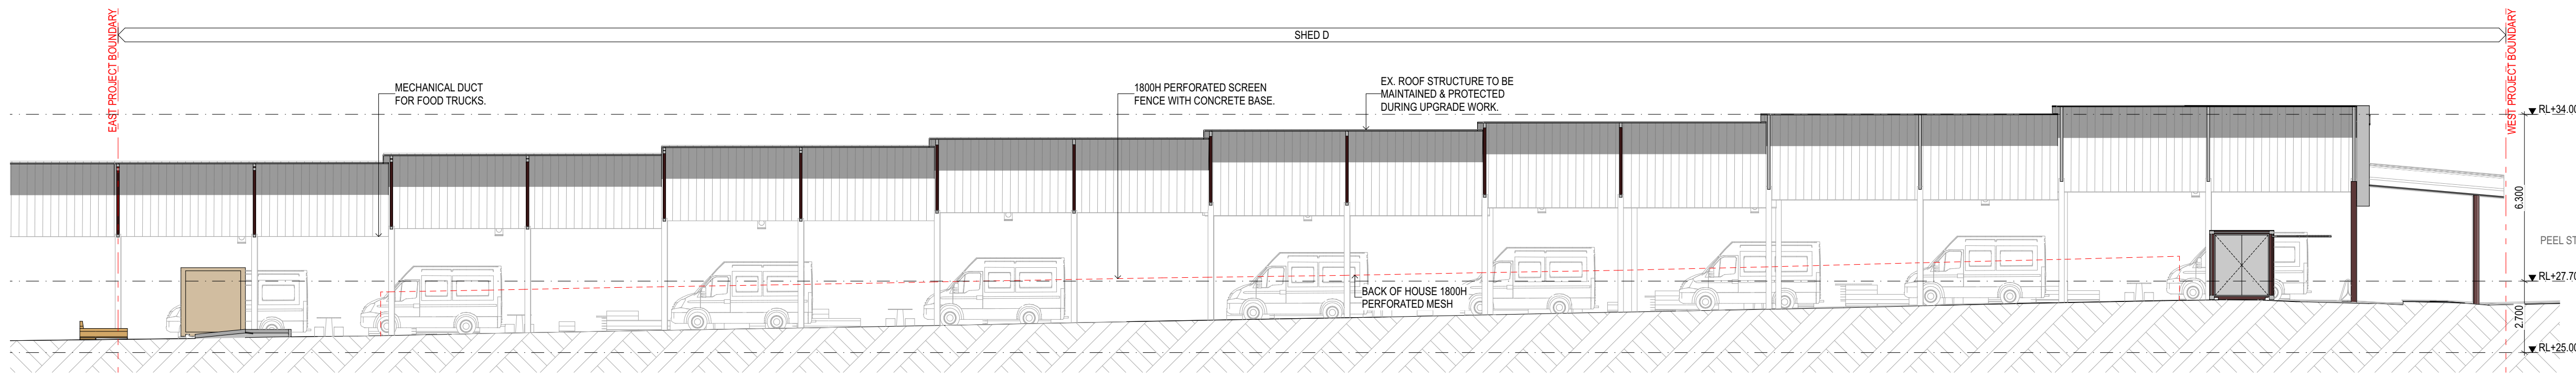 EAST PROJECT BOUNDARY
SHED D
WEST PROJECT BOUNDARY
MECHANICAL DUCT
FOR FOOD TRUCKS.
1800H PERFORATED SCREEN
FENCE WITH CONCRETE BASE.
EX. ROOF STRUCTURE TO BE
MAINTAINED & PROTECTED
DURING UPGRADE WORK.
RL+34.00
6.300
PEEL ST
RL+27.70
BACK OF HOUSE 1800H
PERFORATED MESH
2.700
RL+25.00